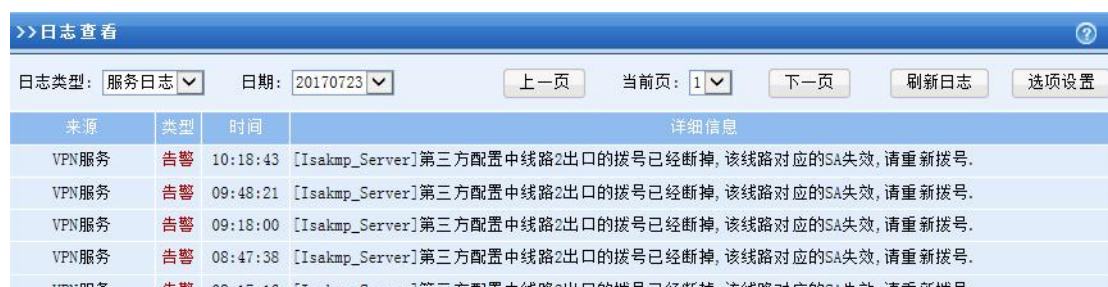 >>日志查看
日志类型: 服务日志 日期: 20170723 上一页 当前页: 1 下一页 刷新日志 选项设置
来源 类型 时间 详细信息
VPN服务 告警 10:18:43 [Isakmp_Server]第三方配置中线路2出口的拨号已经断掉,该线路对应的SA失效,请重新拨号.
VPN服务 告警 09:48:21 [Isakmp_Server]第三方配置中线路2出口的拨号已经断掉,该线路对应的SA失效,请重新拨号.
VPN服务 告警 09:18:00 [Isakmp_Server]第三方配置中线路2出口的拨号已经断掉,该线路对应的SA失效,请重新拨号.
VPN服务 告警 08:47:38 [Isakmp_Server]第三方配置中线路2出口的拨号已经断掉,该线路对应的SA失效,请重新拨号.